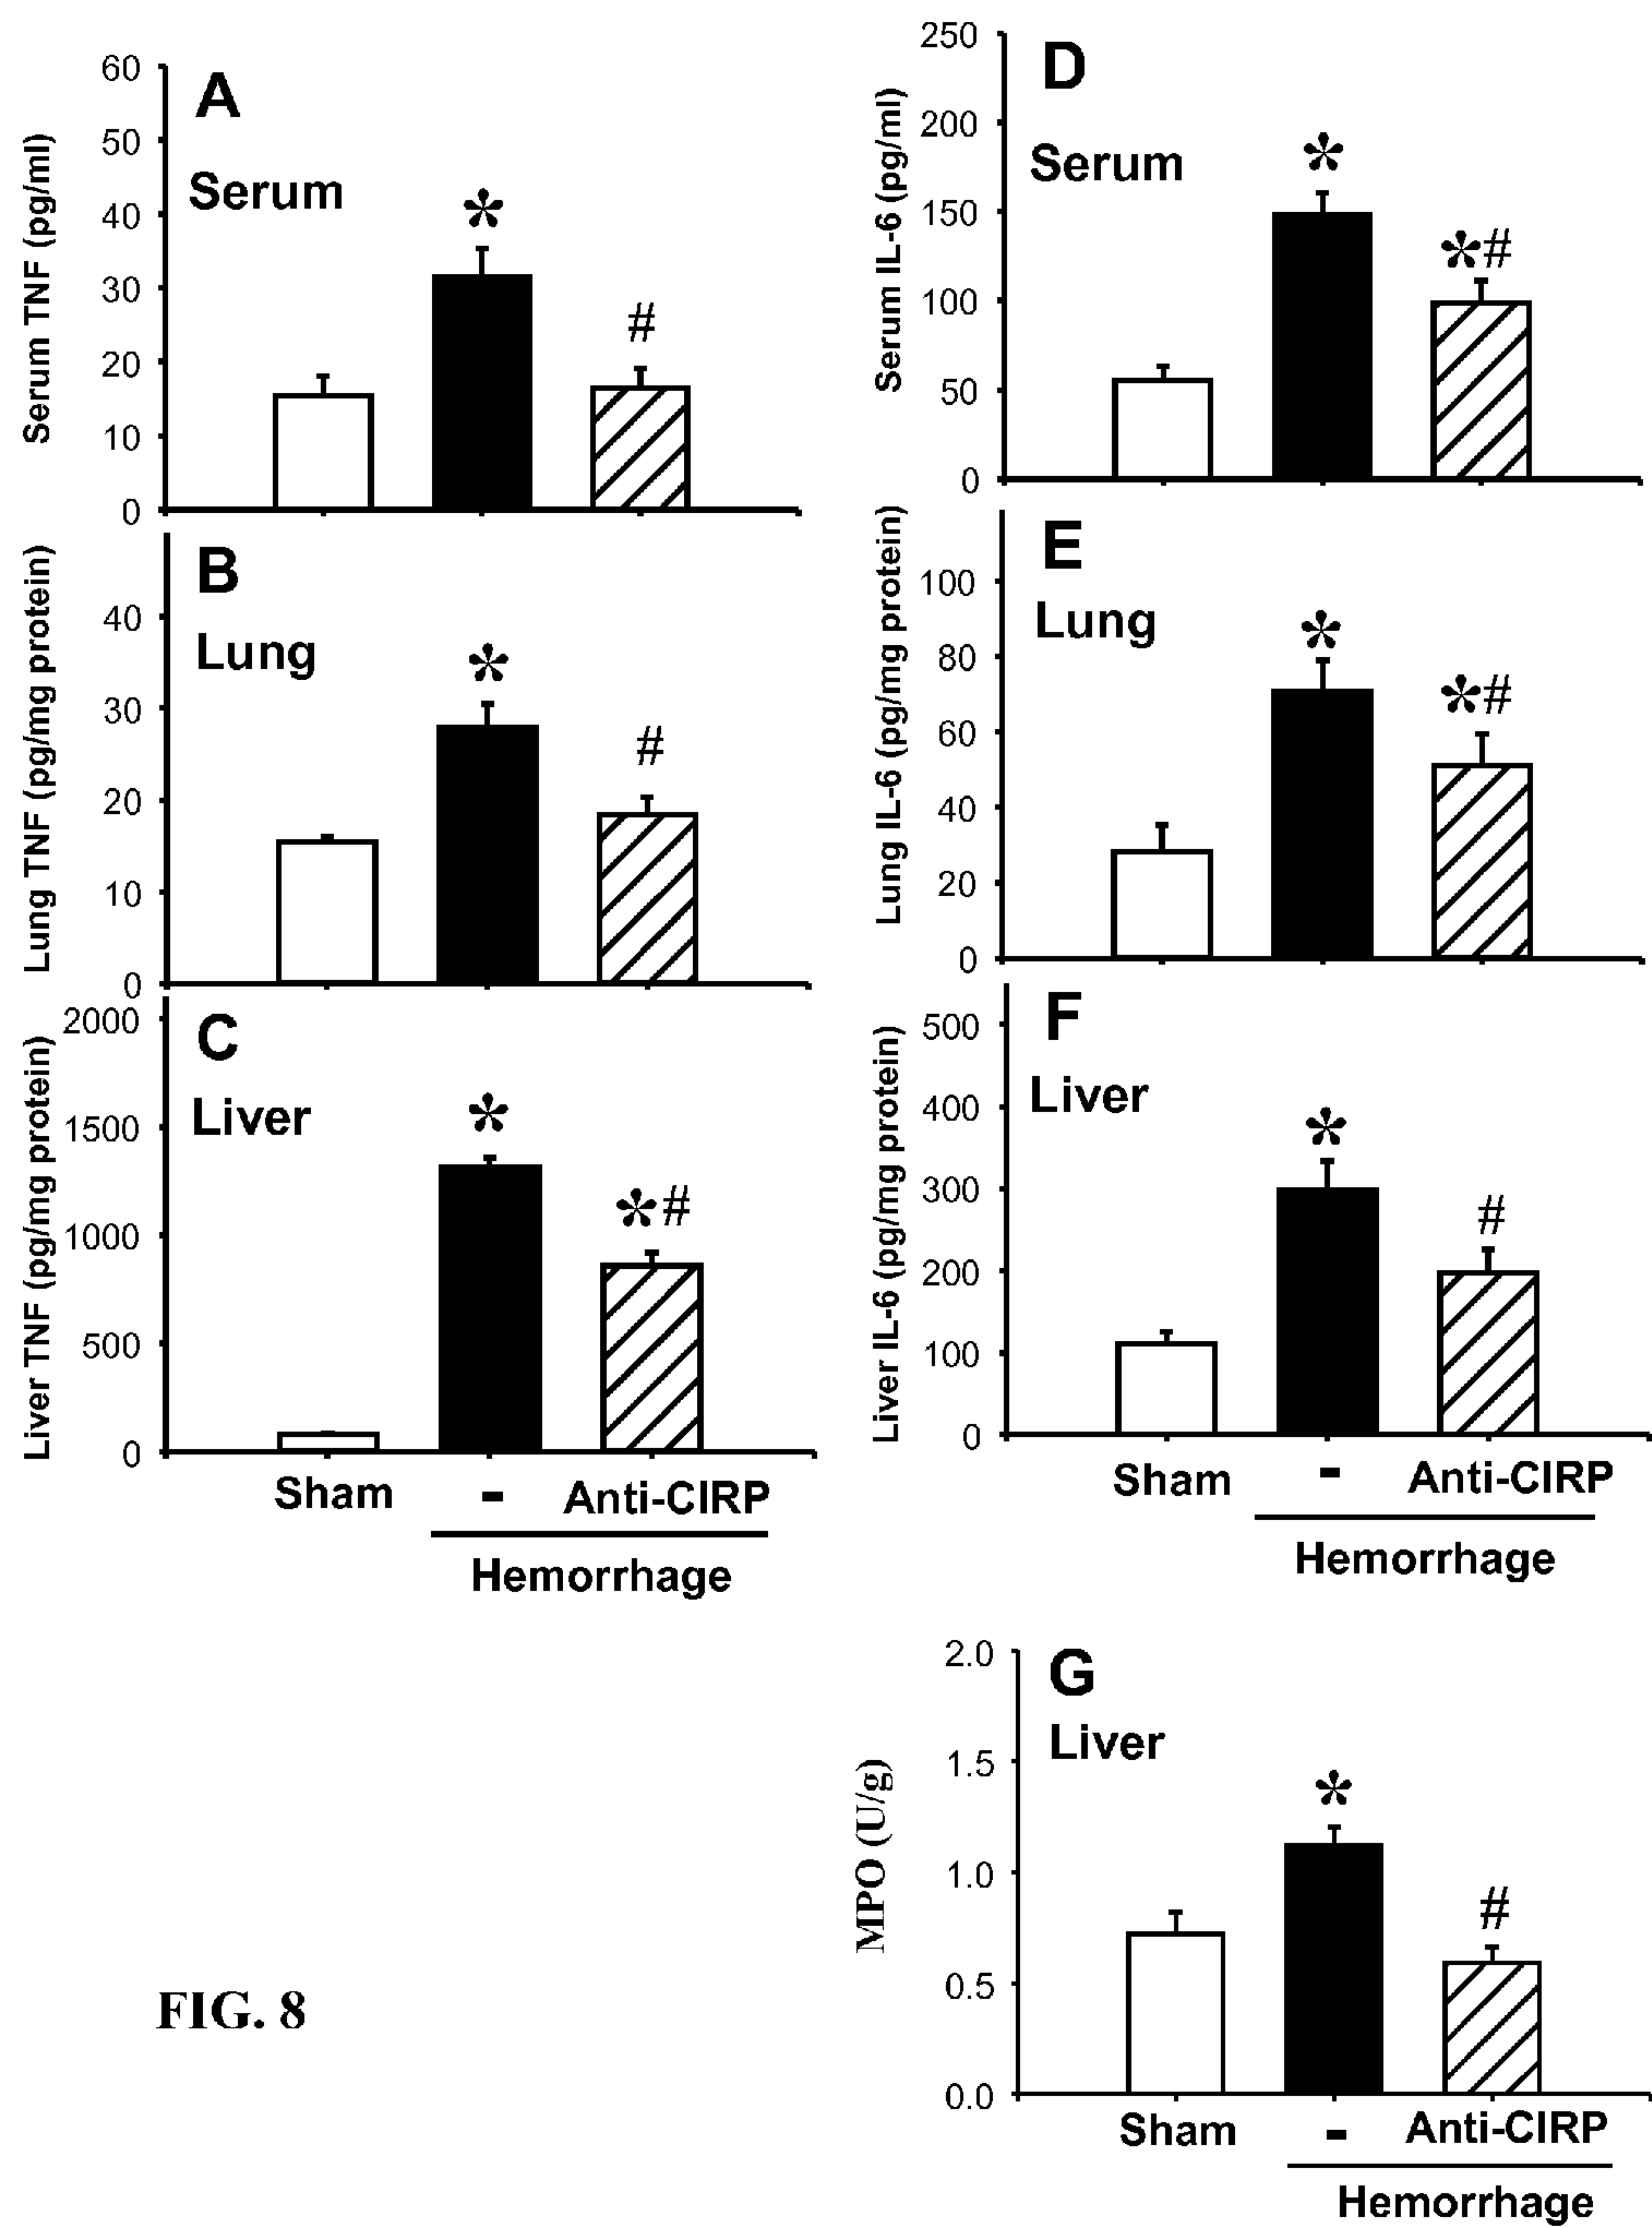 A
Serum
Serum TNF (pg/ml)
60
50
40
30
20
10
0
*
#
B
Lung
Lung TNF (pg/mg protein)
40
30
20
10
0
*
#
C
Liver
Liver TNF (pg/mg protein)
2000
1500
1000
500
0
*
*#
Sham - Anti-CIRP
Hemorrhage
D
Serum
Serum IL-6 (pg/ml)
250
200
150
100
50
0
*
*#
E
Lung
Lung IL-6 (pg/mg protein)
100
80
60
40
20
0
*
*#
F
Liver
Liver IL-6 (pg/mg protein)
500
400
300
200
100
0
*
#
Sham - Anti-CIRP
Hemorrhage
G
Liver
MPO (U/g)
2.0
1.5
1.0
0.5
0.0
*
#
Sham - Anti-CIRP
Hemorrhage
FIG. 8